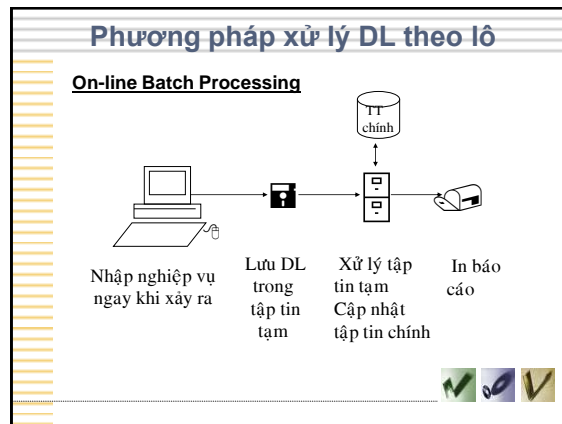 Phương pháp xử lý DL theo lô
On-line Batch Processing
TT
chính
Nhập nghiệp vụ
ngay khi xảy ra
Lưu DL
trong
tập tin
tạm
Xử lý tập
tin tạm
Cập nhật
tập tin chính
In báo
cáo